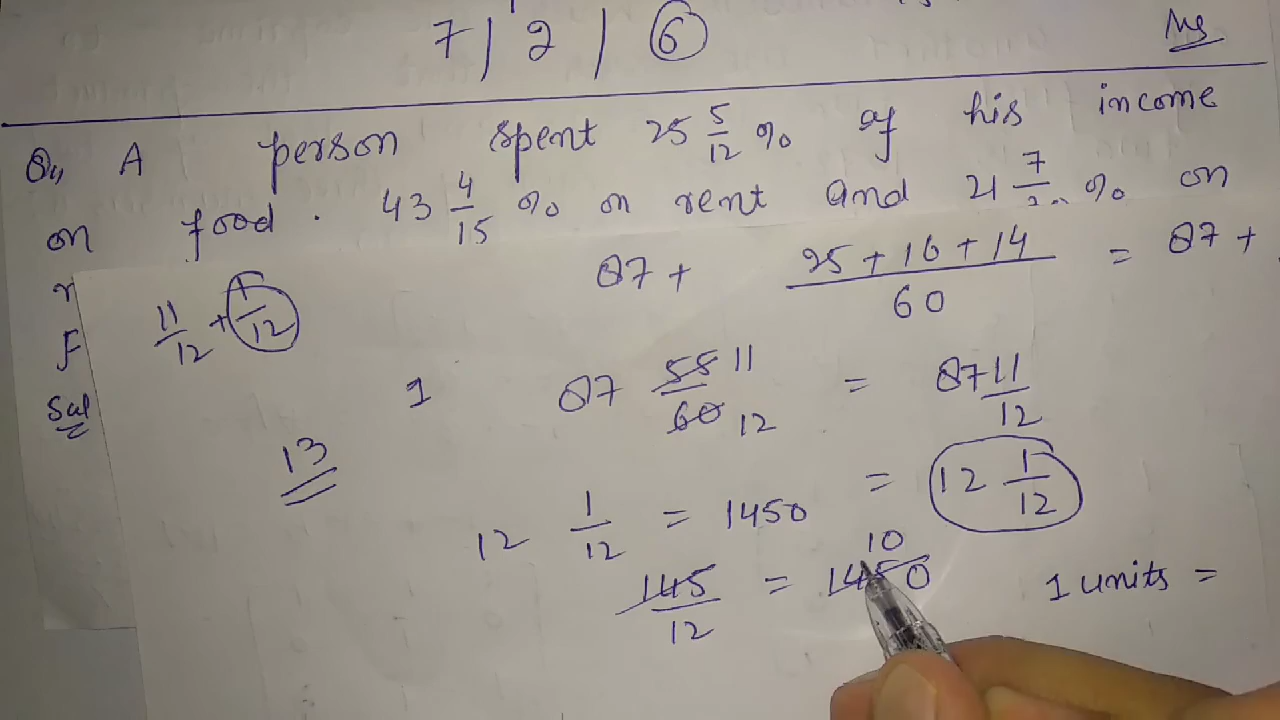 7 | 2 | 6
Ans
Q,, A person spent 25 5/12 % of his income
on food. 43 4/15 % on rent and 21 7/ % on
87 + 25+16+14/60 = 87 +
11/12 + 1/12
F
1 87 55/60 11/12 = 87 11/12
Sol
13
= 12 1/12
12 1/12 = 1450
10
145/12 = 1450 1 units =